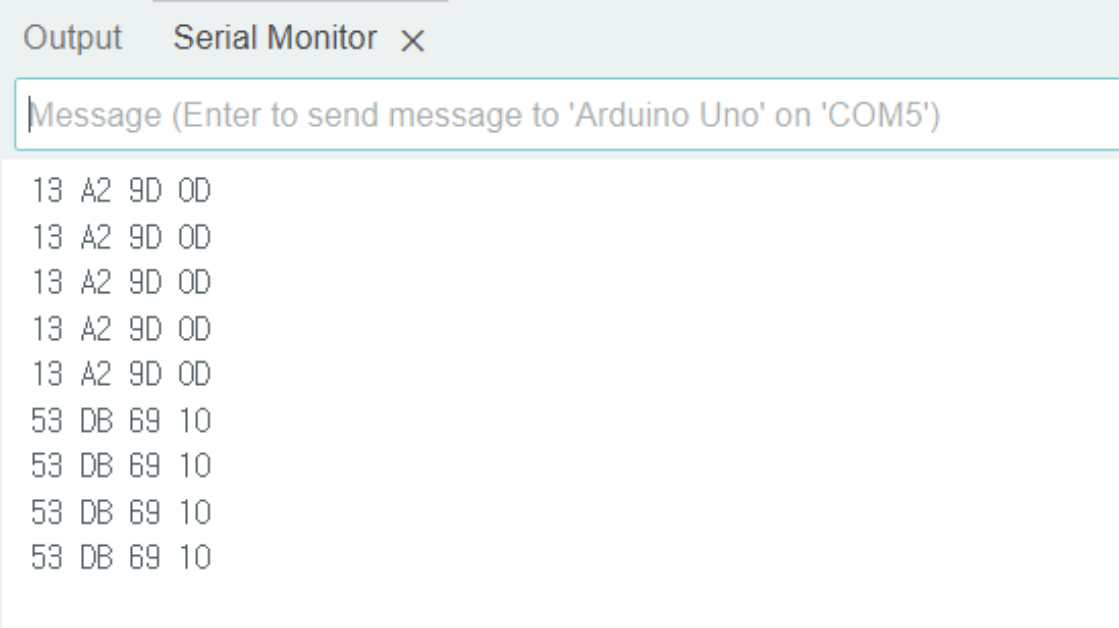 Output Serial Monitor ×
Message (Enter to send message to 'Arduino Uno' on 'COM5')
13 A2 9D 0D
13 A2 9D 0D
13 A2 9D 0D
13 A2 9D 0D
13 A2 9D 0D
53 DB 69 10
53 DB 69 10
53 DB 69 10
53 DB 69 10